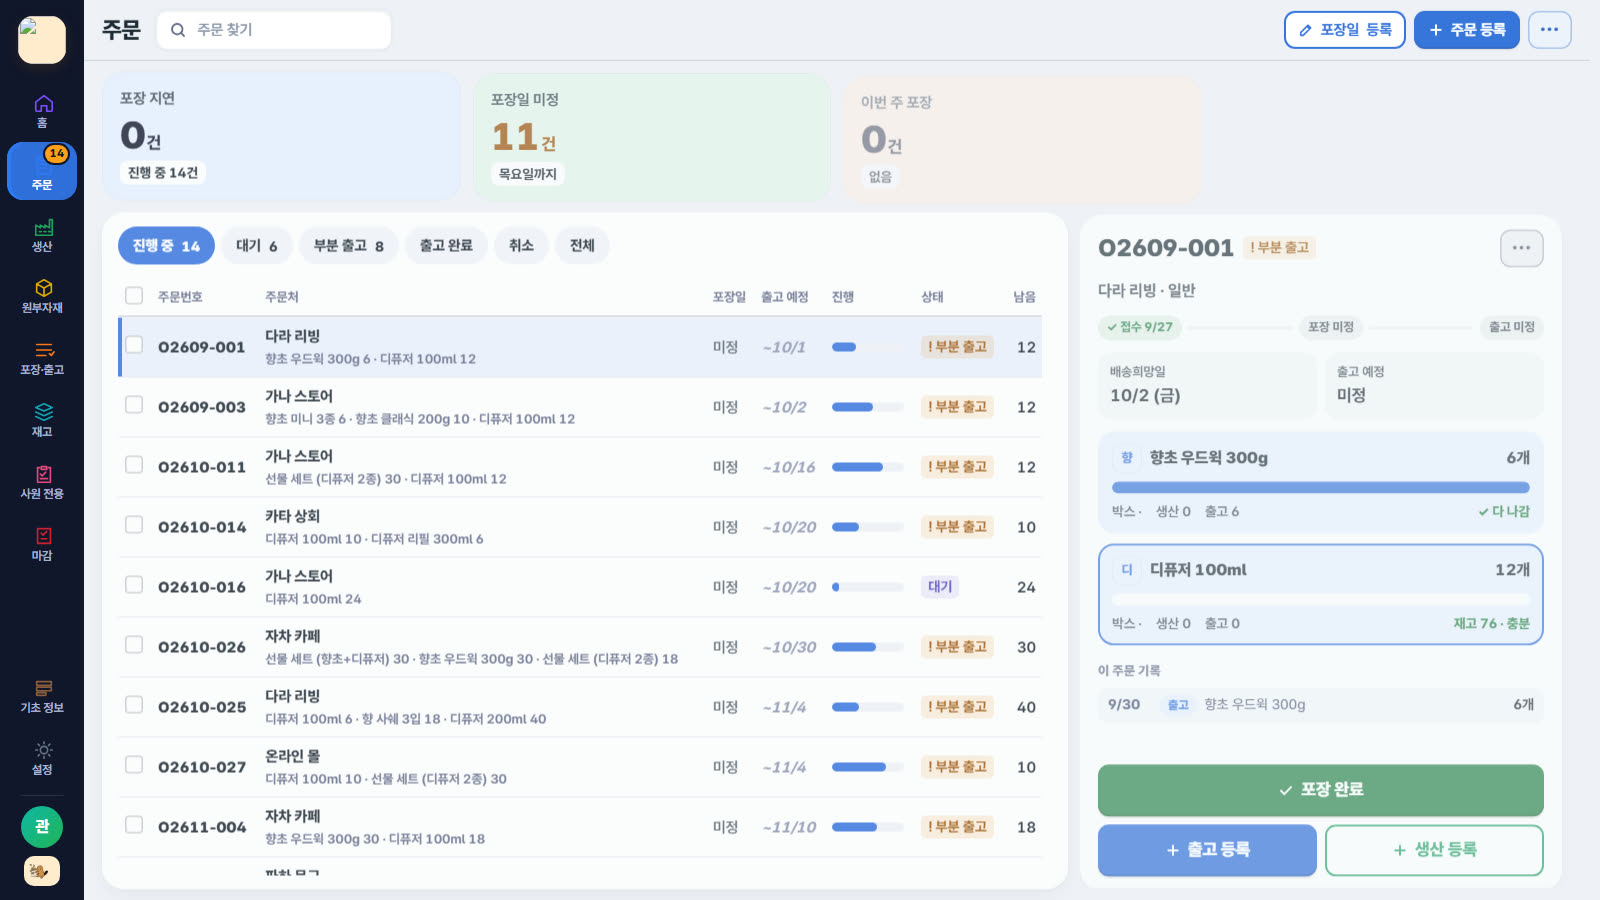 주문
주문 찾기
포장일 등록
주문 등록
홈
14
주문
생산
원부자재
포장·출고
재고
사원 전용
마감
기초 정보
설정
관
포장 지연
0건
진행 중 14건
포장일 미정
11건
목요일까지
이번 주 포장
0건
없음
진행 중 14
대기 6
부분 출고 8
출고 완료
취소
전체
주문번호 주문처 포장일 출고 예정 진행 상태 남음
O2609-001 다라 리빙 미정 ~10/1 ! 부분 출고 12
향초 우드윅 300g 6 · 디퓨저 100ml 12
O2609-003 가나 스토어 미정 ~10/2 ! 부분 출고 12
향초 미니 3종 6 · 향초 클래식 200g 10 · 디퓨저 100ml 12
O2610-011 가나 스토어 미정 ~10/16 ! 부분 출고 12
선물 세트 (디퓨저 2종) 30 · 디퓨저 100ml 12
O2610-014 카타 상회 미정 ~10/20 ! 부분 출고 10
디퓨저 100ml 10 · 디퓨저 리필 300ml 6
O2610-016 가나 스토어 미정 ~10/20 대기 24
디퓨저 100ml 24
O2610-026 자차 카페 미정 ~10/30 ! 부분 출고 30
선물 세트 (향초+디퓨저) 30 · 향초 우드윅 300g 30 · 선물 세트 (디퓨저 2종) 18
O2610-025 다라 리빙 미정 ~11/4 ! 부분 출고 40
디퓨저 100ml 6 · 향 사쉐 3입 18 · 디퓨저 200ml 40
O2610-027 온라인 몰 미정 ~11/4 ! 부분 출고 10
디퓨저 100ml 10 · 선물 세트 (디퓨저 2종) 30
O2611-004 자차 카페 미정 ~11/10 ! 부분 출고 18
향초 우드윅 300g 30 · 디퓨저 100ml 18
O2609-001 ! 부분 출고
다라 리빙 · 일반
접수 9/27
포장 미정
출고 미정
배송희망일
10/2 (금)
출고 예정
미정
향 향초 우드윅 300g 6개
박스 · 생산 0 출고 6 다 나감
디 디퓨저 100ml 12개
박스 · 생산 0 출고 0 재고 76 · 충분
이 주문 기록
9/30 출고 향초 우드윅 300g 6개
포장 완료
출고 등록
생산 등록